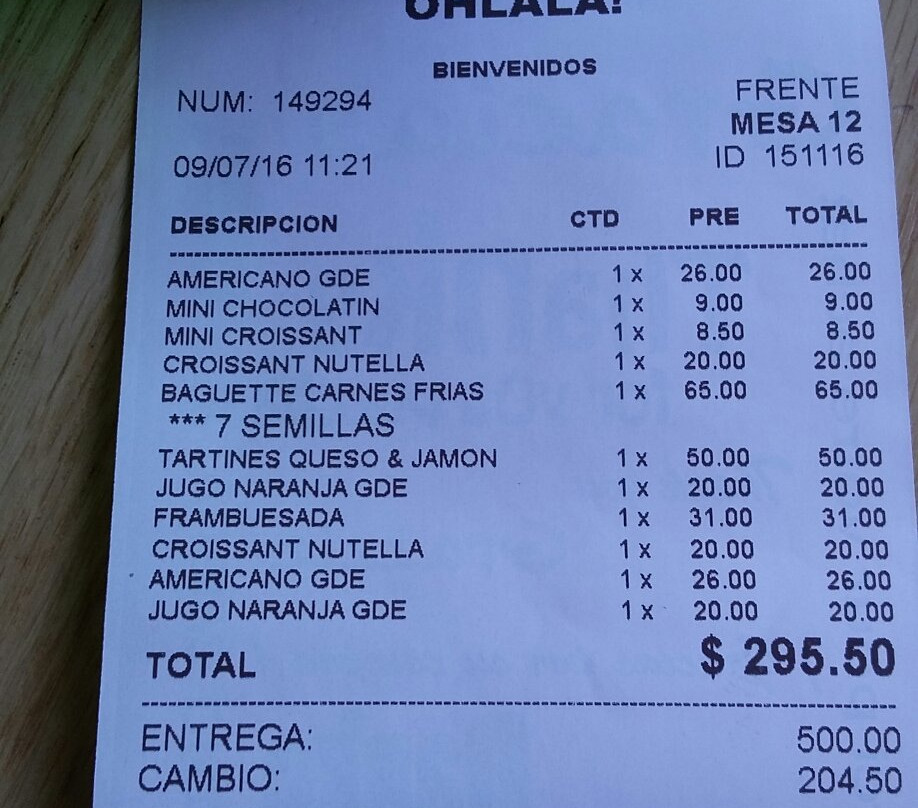 OHLALA!
BIENVENIDOS
NUM: 149294 FRENTE
MESA 12
09/07/16 11:21 ID 151116
DESCRIPCION CTD PRE TOTAL
AMERICANO GDE 1 x 26.00 26.00
MINI CHOCOLATIN 1 x 9.00 9.00
MINI CROISSANT 1 x 8.50 8.50
CROISSANT NUTELLA 1 x 20.00 20.00
BAGUETTE CARNES FRIAS 1 x 65.00 65.00
*** 7 SEMILLAS
TARTINES QUESO & JAMON 1 x 50.00 50.00
JUGO NARANJA GDE 1 x 20.00 20.00
FRAMBUESADA 1 x 31.00 31.00
CROISSANT NUTELLA 1 x 20.00 20.00
AMERICANO GDE 1 x 26.00 26.00
JUGO NARANJA GDE 1 x 20.00 20.00
TOTAL $ 295.50
ENTREGA: 500.00
CAMBIO: 204.50